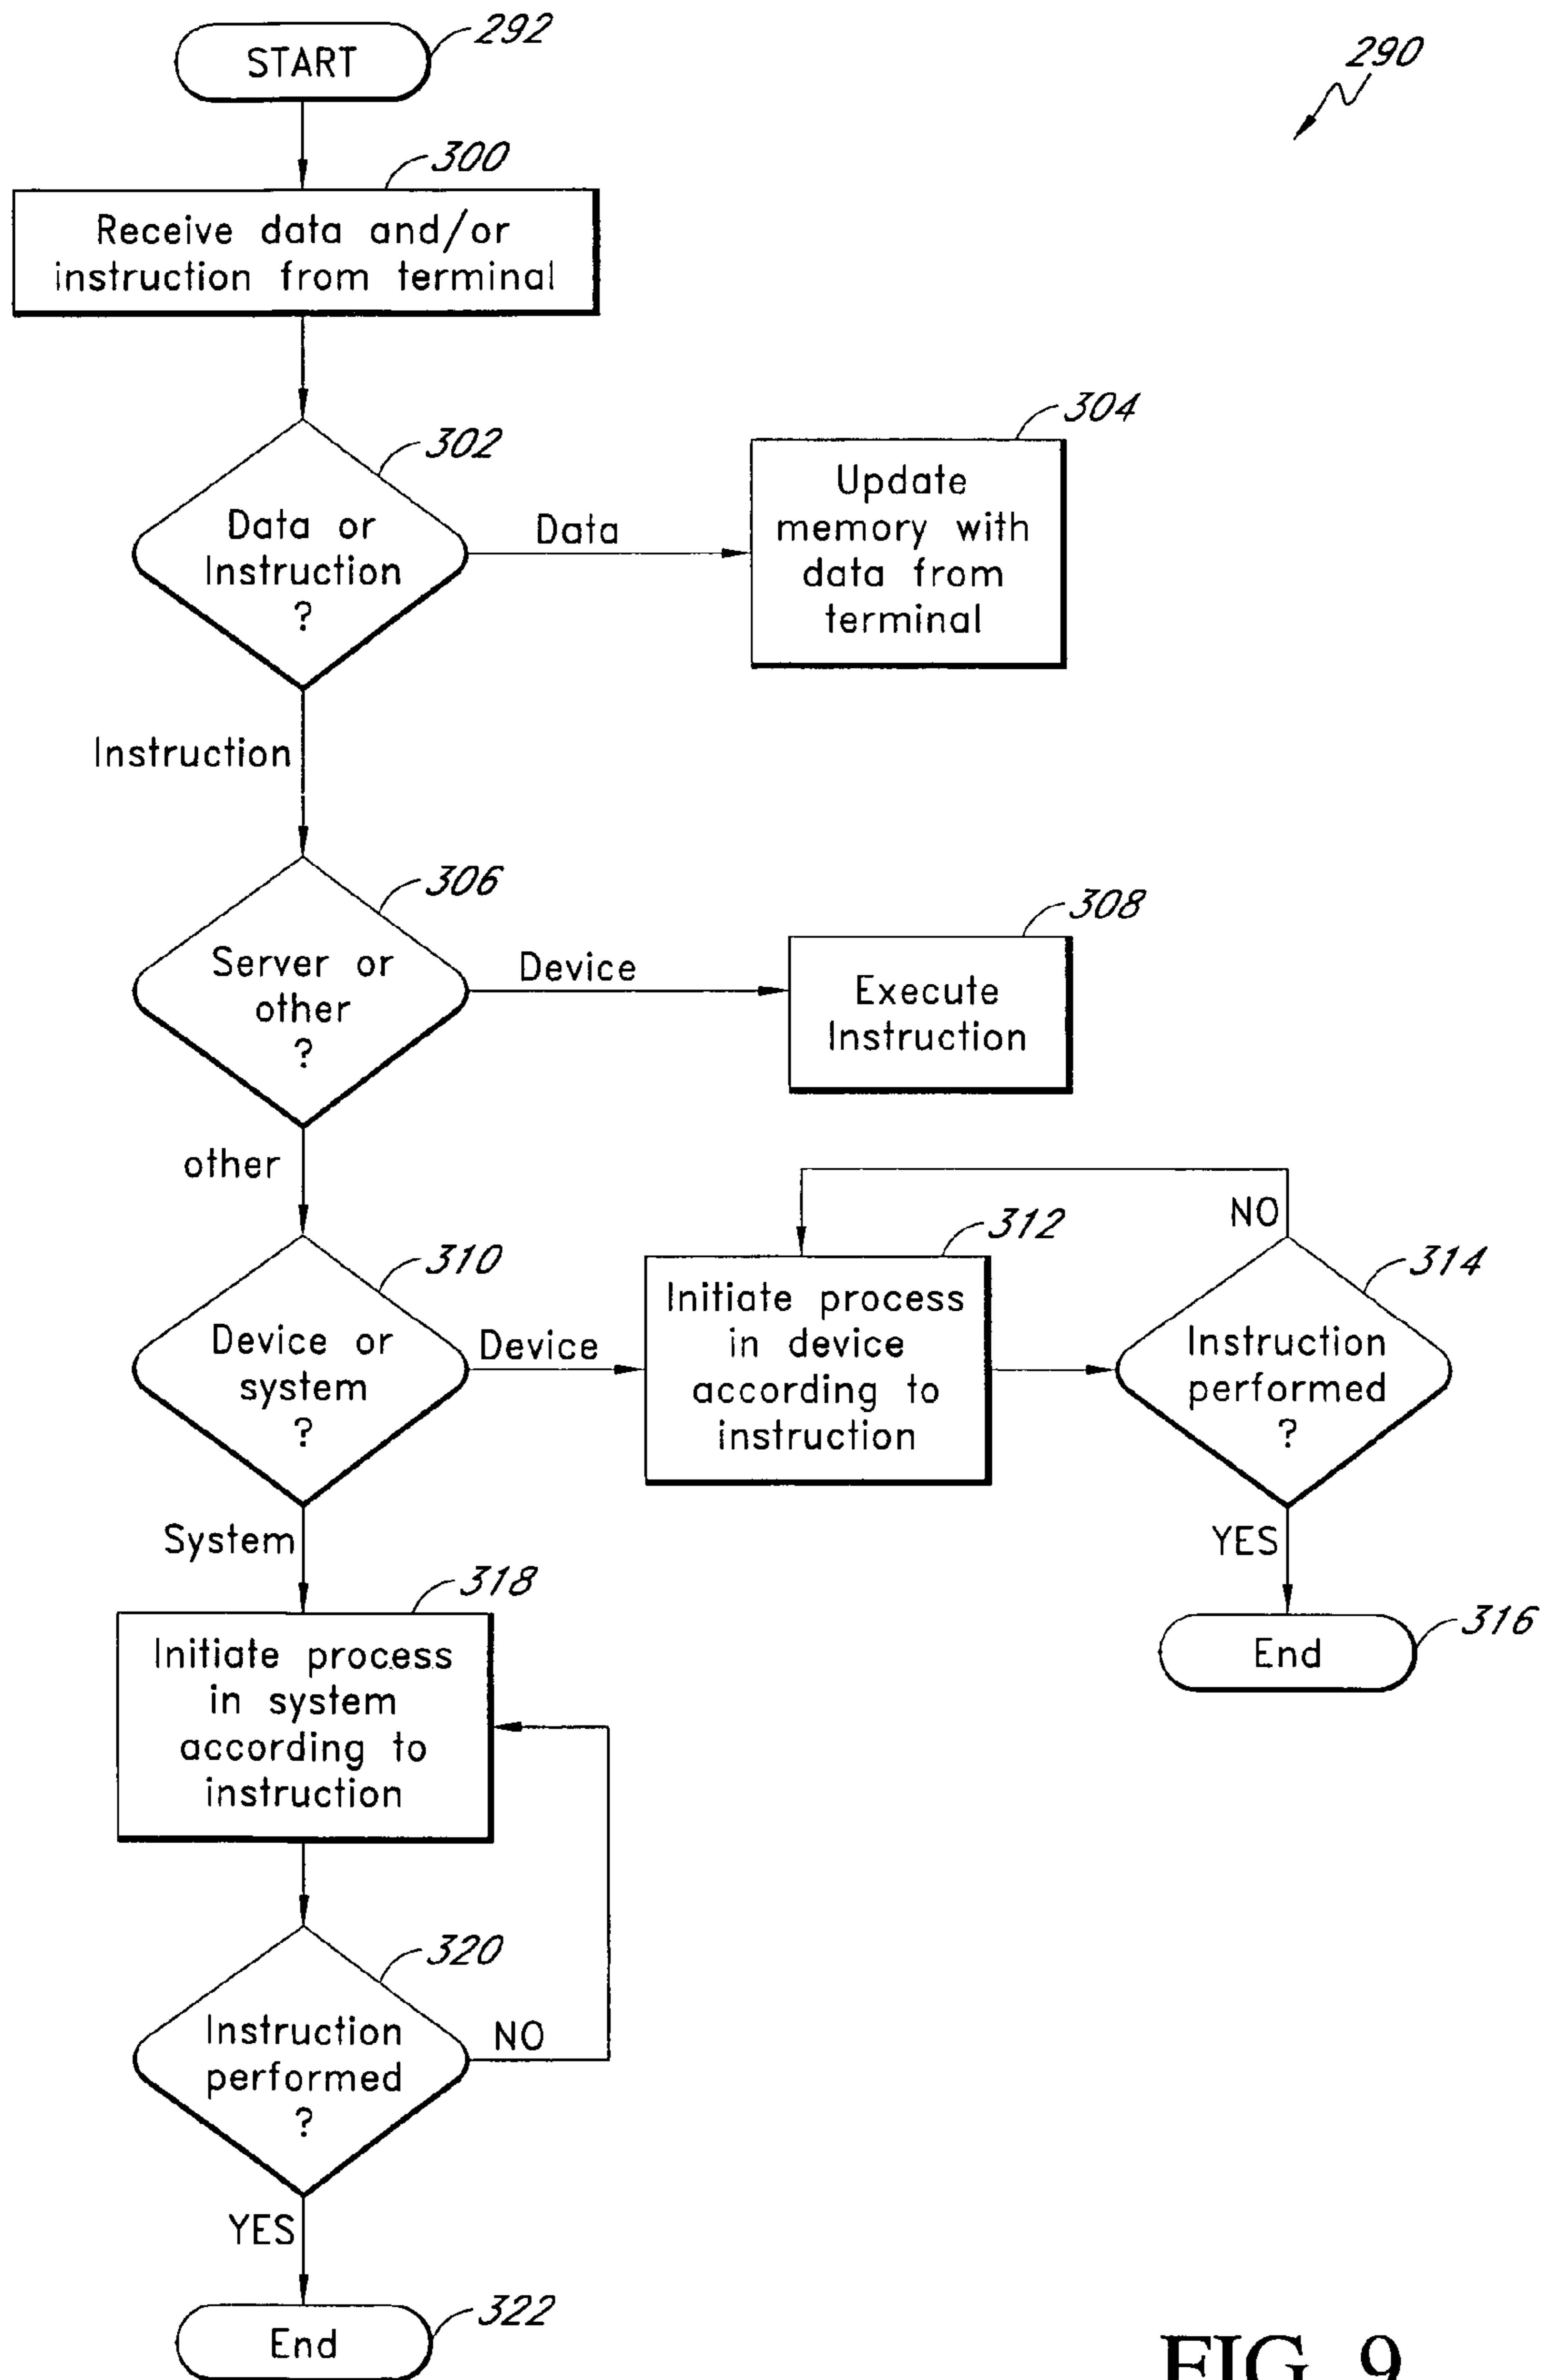 START
292
290
300
Receive data and/or
instruction from terminal
302
Data or
Instruction
?
Data
304
Update
memory with
data from
terminal
Instruction
306
Server or
other
?
Device
308
Execute
Instruction
other
310
Device or
system
?
Device
312
Initiate process
in device
according to
instruction
NO
314
Instruction
performed
?
YES
316
End
System
318
Initiate process
in system
according to
instruction
320
Instruction
performed
?
NO
YES
322
End
FIG. 9